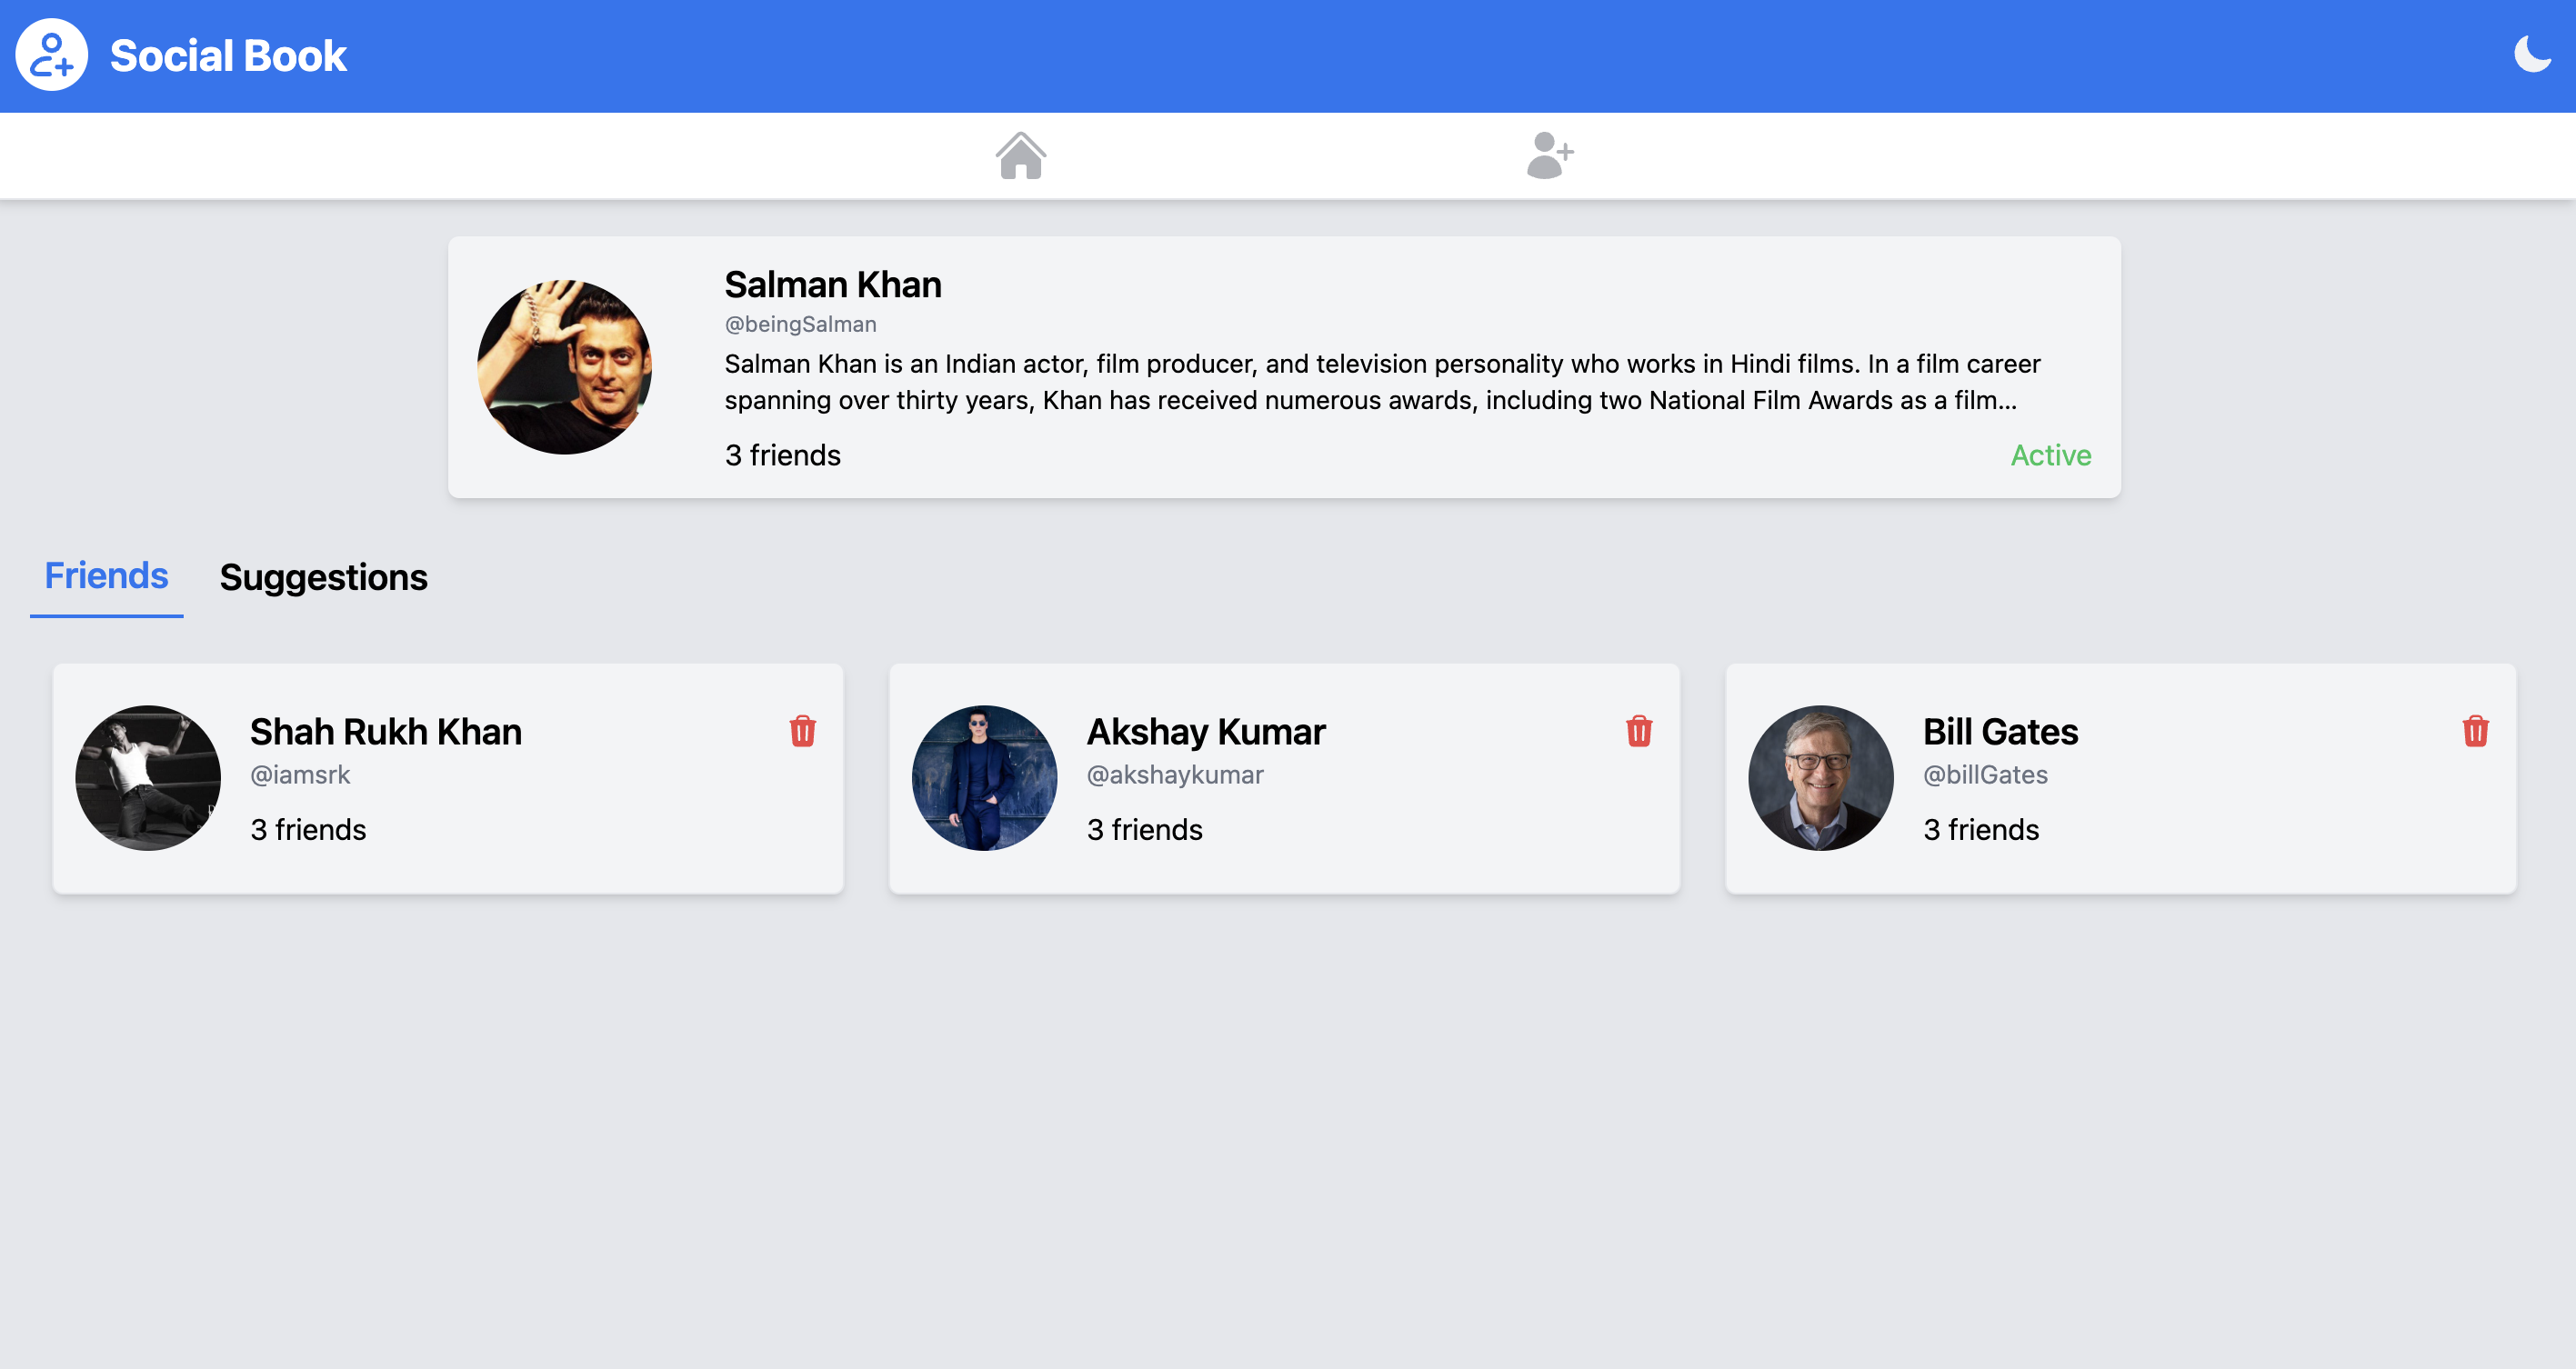 Social Book
Salman Khan
@beingSalman
Salman Khan is an Indian actor, film producer, and television personality who works in Hindi films. In a film career
spanning over thirty years, Khan has received numerous awards, including two National Film Awards as a film...
3 friends
Active
Friends
Suggestions
Shah Rukh Khan
@iamsrk
3 friends
Akshay Kumar
@akshaykumar
3 friends
Bill Gates
@billGates
3 friends